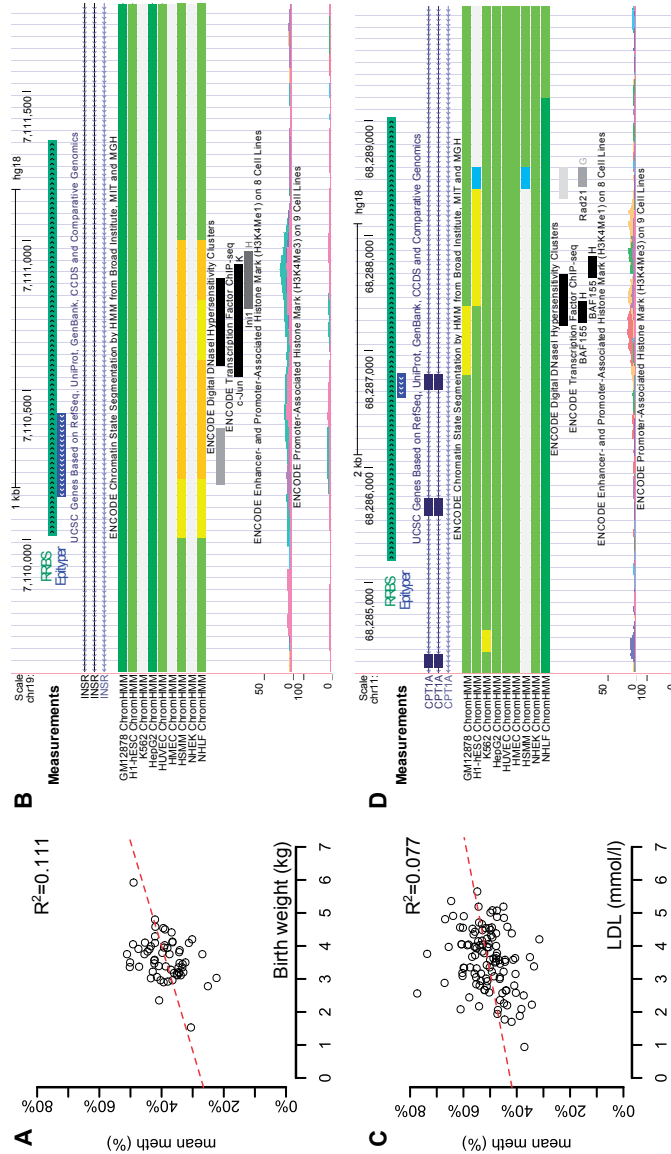 A
R²=0.111
mean meth (%)
80%
60%
40%
20%
0%
0 1 2 3 4 5 6 7
Birth weight (kg)
B
Scale
chr19:
1 kb
hg18
7,110,000
7,110,500
7,111,000
7,111,500
Measurements
RRBS
Epityper
UCSC Genes Based on RefSeq, UniProt, GenBank, CCDS and Comparative Genomics
INSR
INSR
INSR
ENCODE Chromatin State Segmentation by HMM from Broad Institute, MIT and MGH
GM12878 ChromHMM
H1-hESC ChromHMM
K562 ChromHMM
HepG2 ChromHMM
HUVEC ChromHMM
HMEC ChromHMM
HSMM ChromHMM
NHEK ChromHMM
NHLF ChromHMM
ENCODE Digital DNaseI Hypersensitivity Clusters
ENCODE Transcription Factor ChIP-seq
c-Jun K
Ini1 H
ENCODE Enhancer- and Promoter-Associated Histone Mark (H3K4Me1) on 8 Cell Lines
50
0
ENCODE Promoter-Associated Histone Mark (H3K4Me3) on 9 Cell Lines
0
C
R²=0.077
mean meth (%)
80%
60%
40%
20%
0%
0 1 2 3 4 5 6 7
LDL (mmol/l)
D
Scale
chr11:
2 kb
hg18
68,285,000
68,286,000
68,287,000
68,288,000
68,289,000
Measurements
RRBS
Epityper
UCSC Genes Based on RefSeq, UniProt, GenBank, CCDS and Comparative Genomics
CPT1A
CPT1A
CPT1A
ENCODE Chromatin State Segmentation by HMM from Broad Institute, MIT and MGH
GM12878 ChromHMM
H1-hESC ChromHMM
K562 ChromHMM
HepG2 ChromHMM
HUVEC ChromHMM
HMEC ChromHMM
HSMM ChromHMM
NHEK ChromHMM
NHLF ChromHMM
ENCODE Digital DNaseI Hypersensitivity Clusters
ENCODE Transcription Factor ChIP-seq
Rad21 G
BAF155 H
BAF155 H
ENCODE Enhancer- and Promoter-Associated Histone Mark (H3K4Me1) on 8 Cell Lines
50
0
ENCODE Promoter-Associated Histone Mark (H3K4Me3) on 9 Cell Lines
100
0